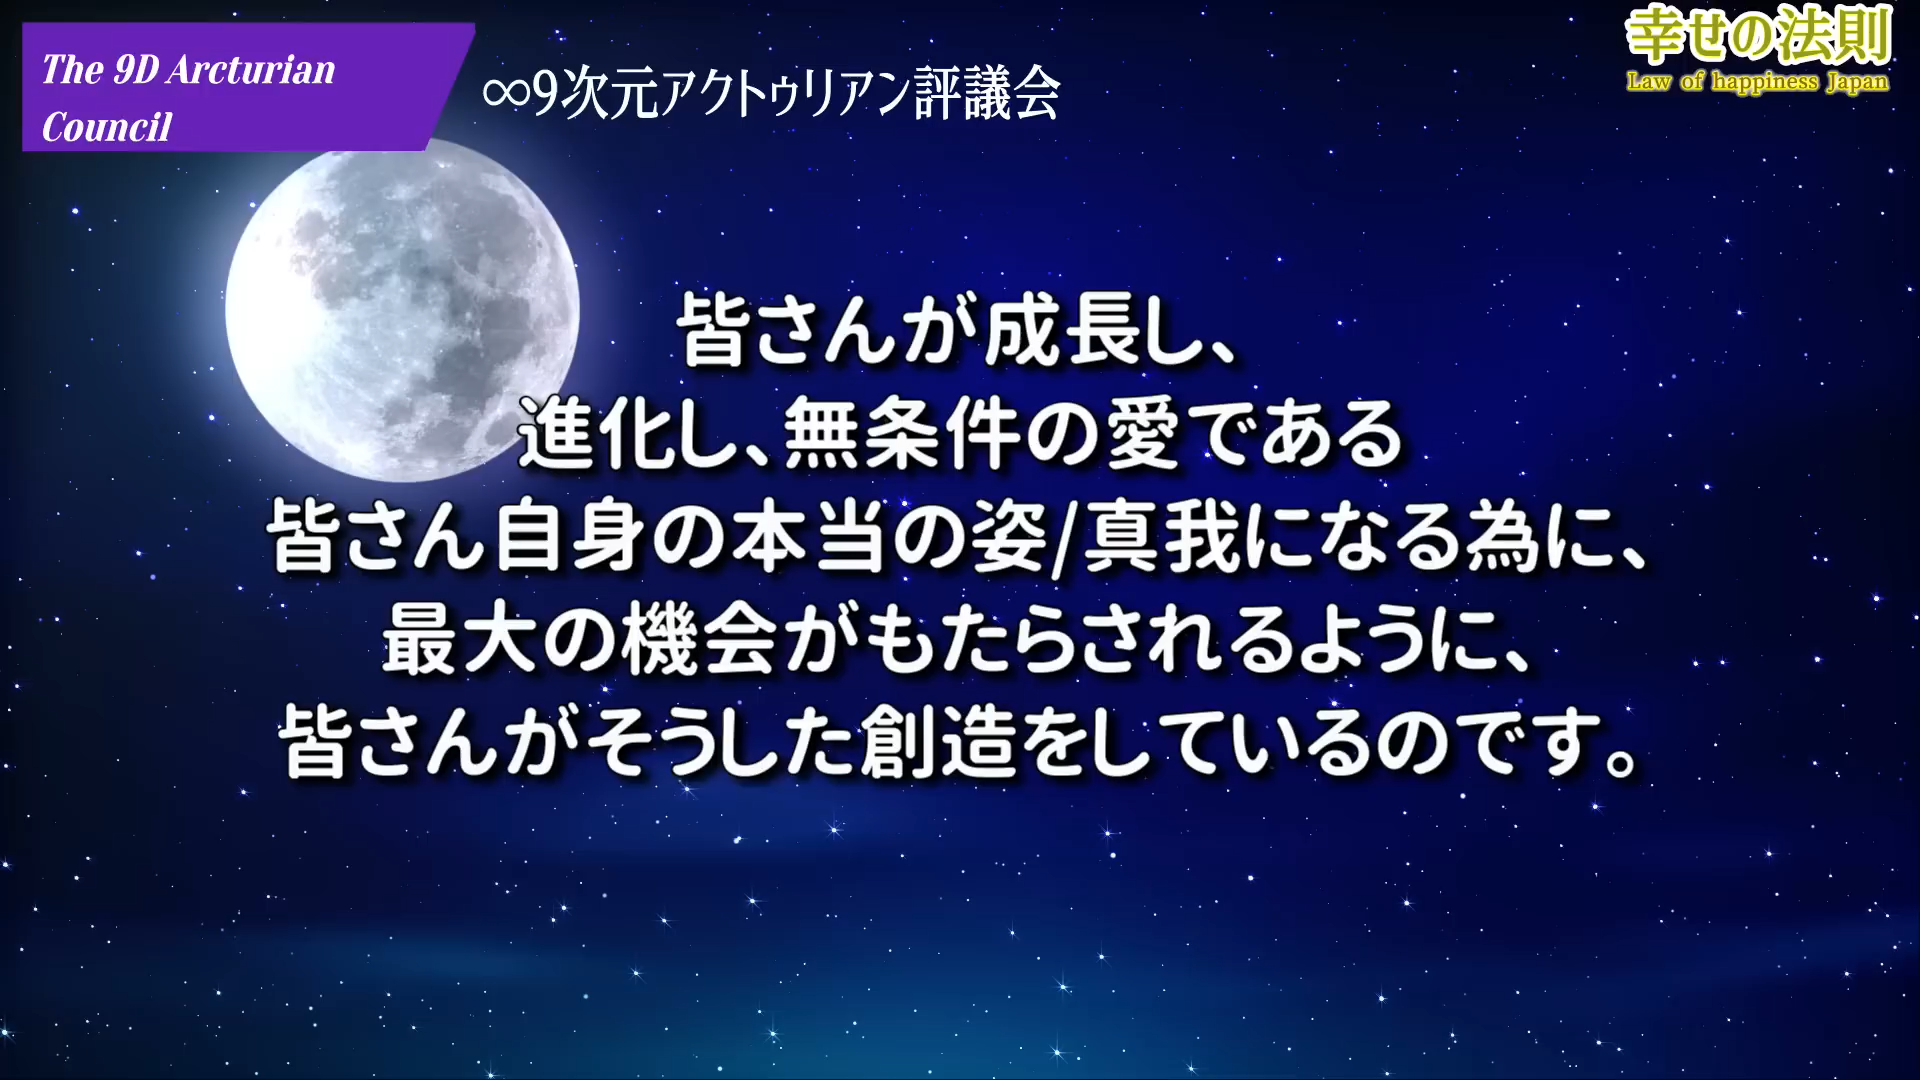 The 9D Arcturian
Council
∞9次元アクトゥリアン評議会
幸せの法則
Law of happiness Japan
皆さんが成長し、
進化し、無条件の愛である
皆さん自身の本当の姿/真我になる為に、
最大の機会がもたらされるように、
皆さんがそうした創造をしているのです。